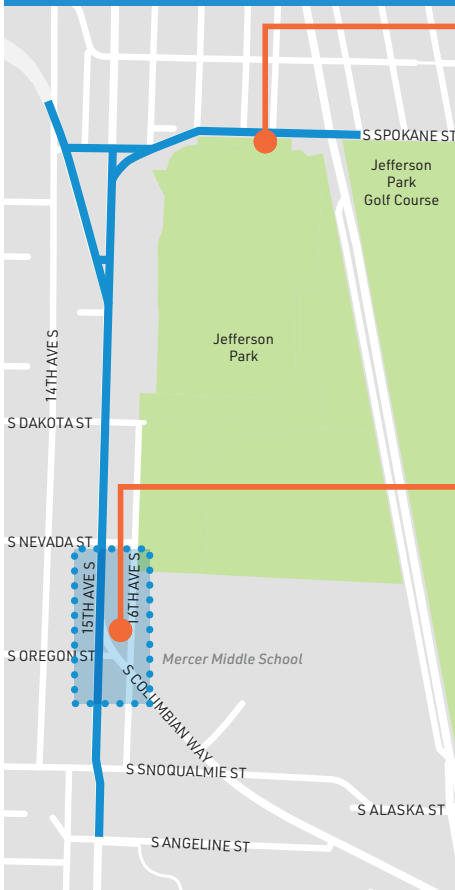 S SPOKANE ST
Jefferson
Park
Golf Course
Jefferson
Park
14TH AVE S
S DAKOTA ST
S NEVADA ST
15TH AVE S
16TH AVE S
S OREGON ST
Mercer Middle School
S COLUMBIAN WAY
S SNOQUALMIE ST
S ALASKA ST
S ANGELINE ST